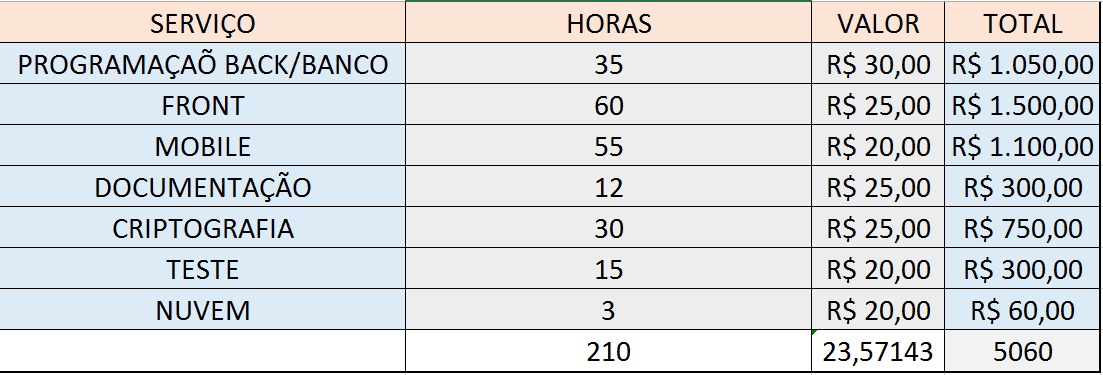 SERVIÇO HORAS VALOR TOTAL
PROGRAMAÇAÕ BACK/BANCO 35 R$ 30,00 R$ 1.050,00
FRONT 60 R$ 25,00 R$ 1.500,00
MOBILE 55 R$ 20,00 R$ 1.100,00
DOCUMENTAÇÃO 12 R$ 25,00 R$ 300,00
CRIPTOGRAFIA 30 R$ 25,00 R$ 750,00
TESTE 15 R$ 20,00 R$ 300,00
NUVEM 3 R$ 20,00 R$ 60,00
210 23,57143 5060